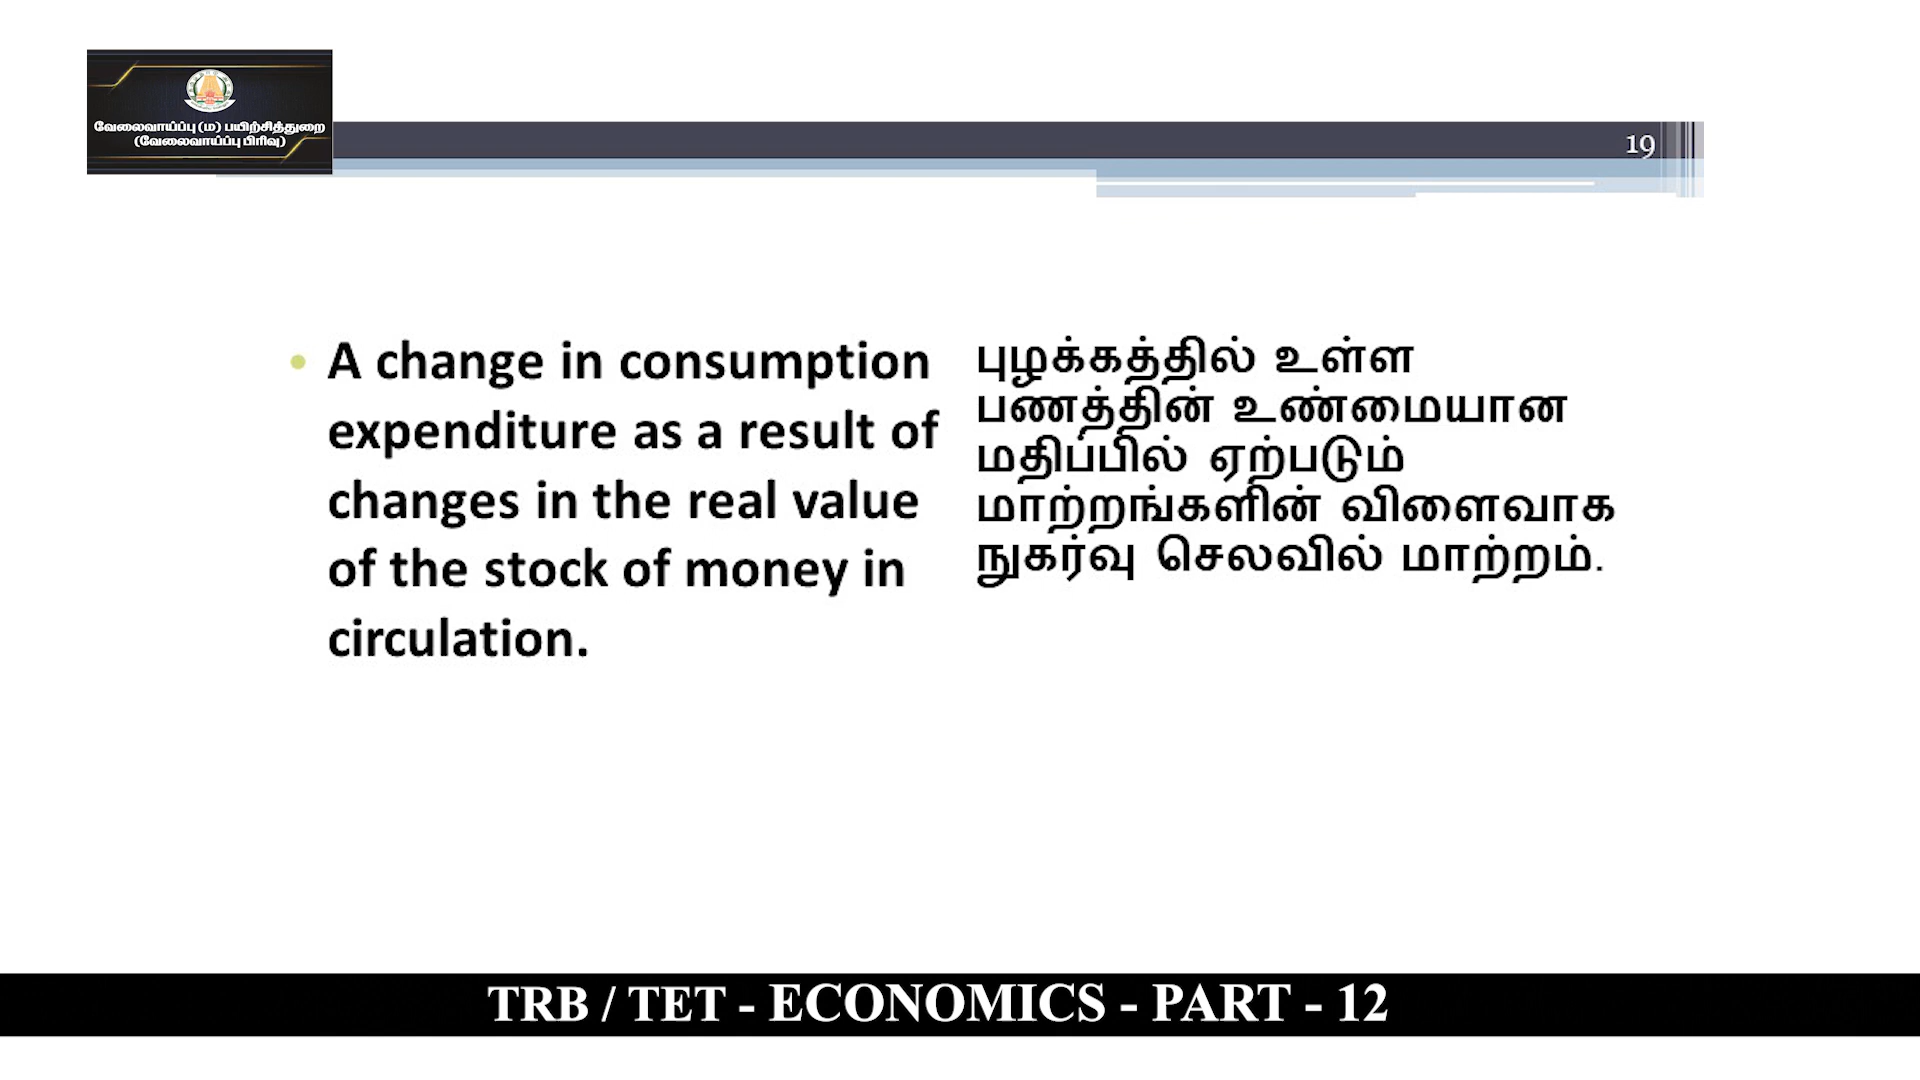 வேலைவாய்ப்பு (ம) பயிற்சித்துறை
(வேலைவாய்ப்பு பிரிவு)
19
• A change in consumption
expenditure as a result of
changes in the real value
of the stock of money in
circulation.
புழக்கத்தில் உள்ள
பணத்தின் உண்மையான
மதிப்பில் ஏற்படும்
மாற்றங்களின் விளைவாக
நுகர்வு செலவில் மாற்றம்.
TRB / TET - ECONOMICS - PART - 12